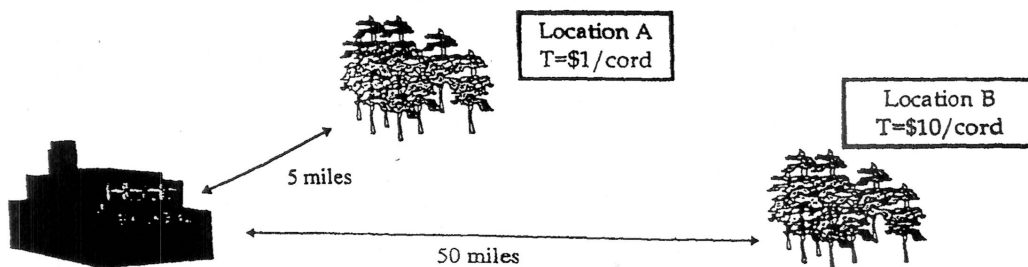 Location A
T=$1/cord
Location B
T=$10/cord
5 miles
50 miles